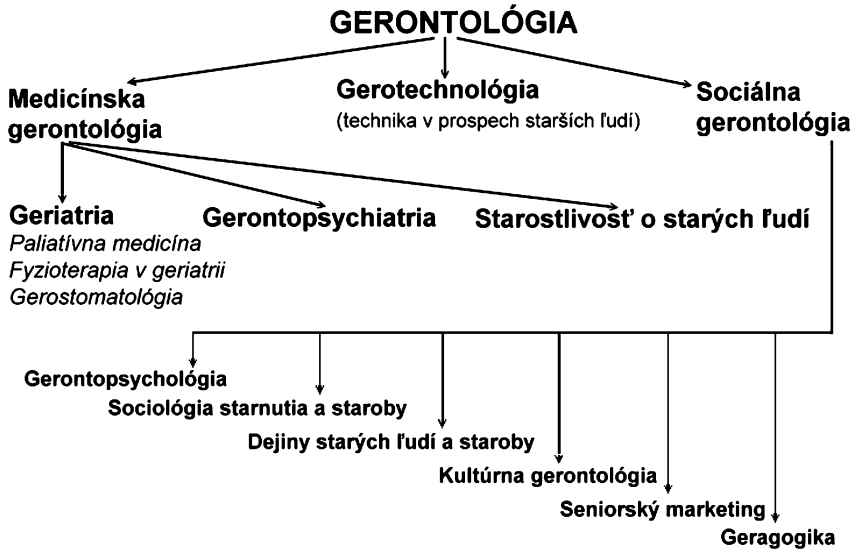 GERONTOLÓGIA
Medicínska
gerontológia
Gerotechnológia
(technika v prospech starších ľudí)
Sociálna
gerontológia
Geriatria
Paliatívna medicína
Fyzioterapia v geriatrii
Gerostomatológia
Gerontopsychiatria
Starostlivosť o starých ľudí
Gerontopsychológia
Sociológia starnutia a staroby
Dejiny starých ľudí a staroby
Kultúrna gerontológia
Seniorský marketing
Geragogika